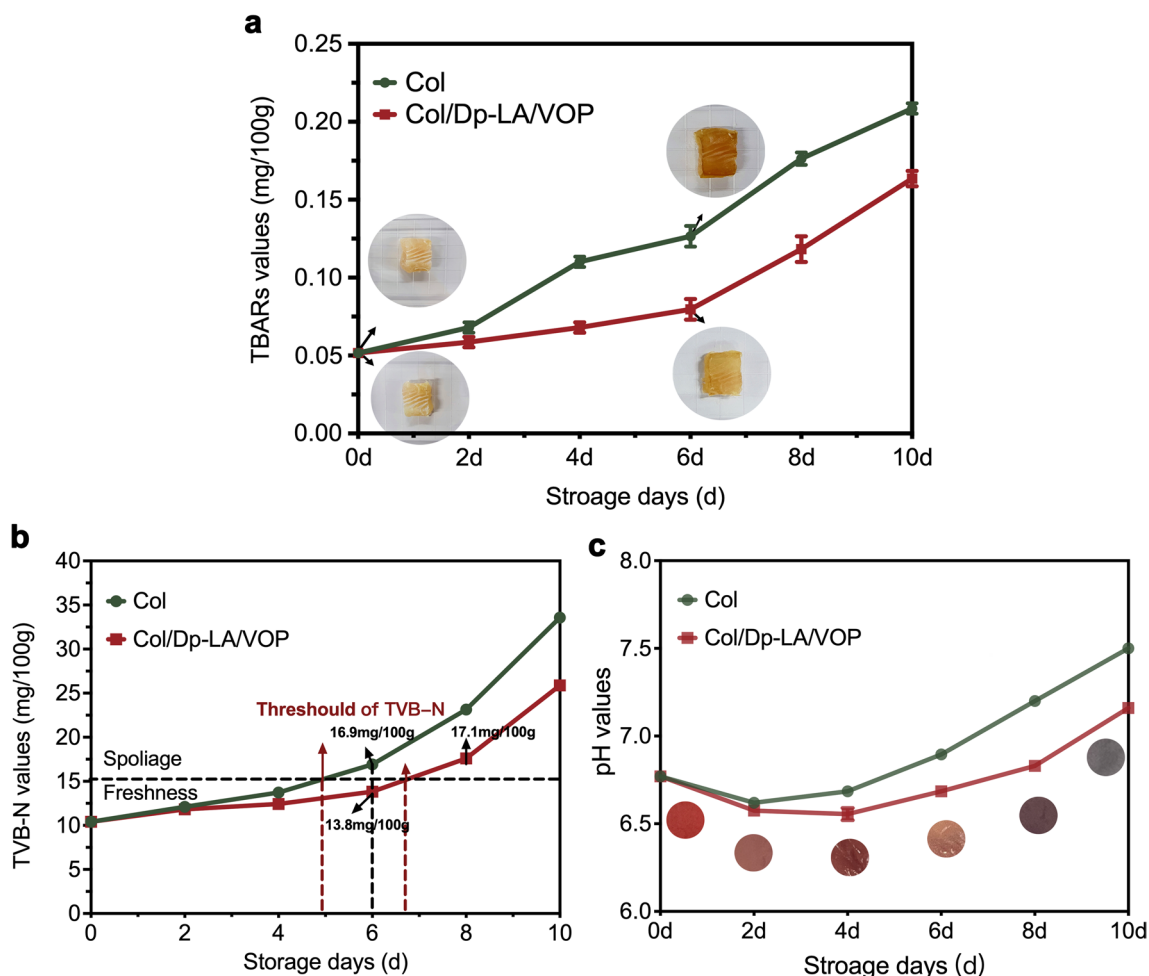 a
TBARs values (mg/100g)
0.25
0.20
0.15
0.10
0.05
0.00
Col
Col/Dp-LA/VOP
0d
2d
4d
6d
8d
10d
Stroage days (d)
b
TVB-N values (mg/100g)
40
35
30
25
20
15
10
5
0
Col
Col/Dp-LA/VOP
Threshould of TVB–N
16.9mg/100g
17.1mg/100g
Spoliage
Freshness
13.8mg/100g
0
2
4
6
8
10
Storage days (d)
c
pH values
8.0
7.5
7.0
6.5
6.0
Col
Col/Dp-LA/VOP
0d
2d
4d
6d
8d
10d
Stroage days (d)